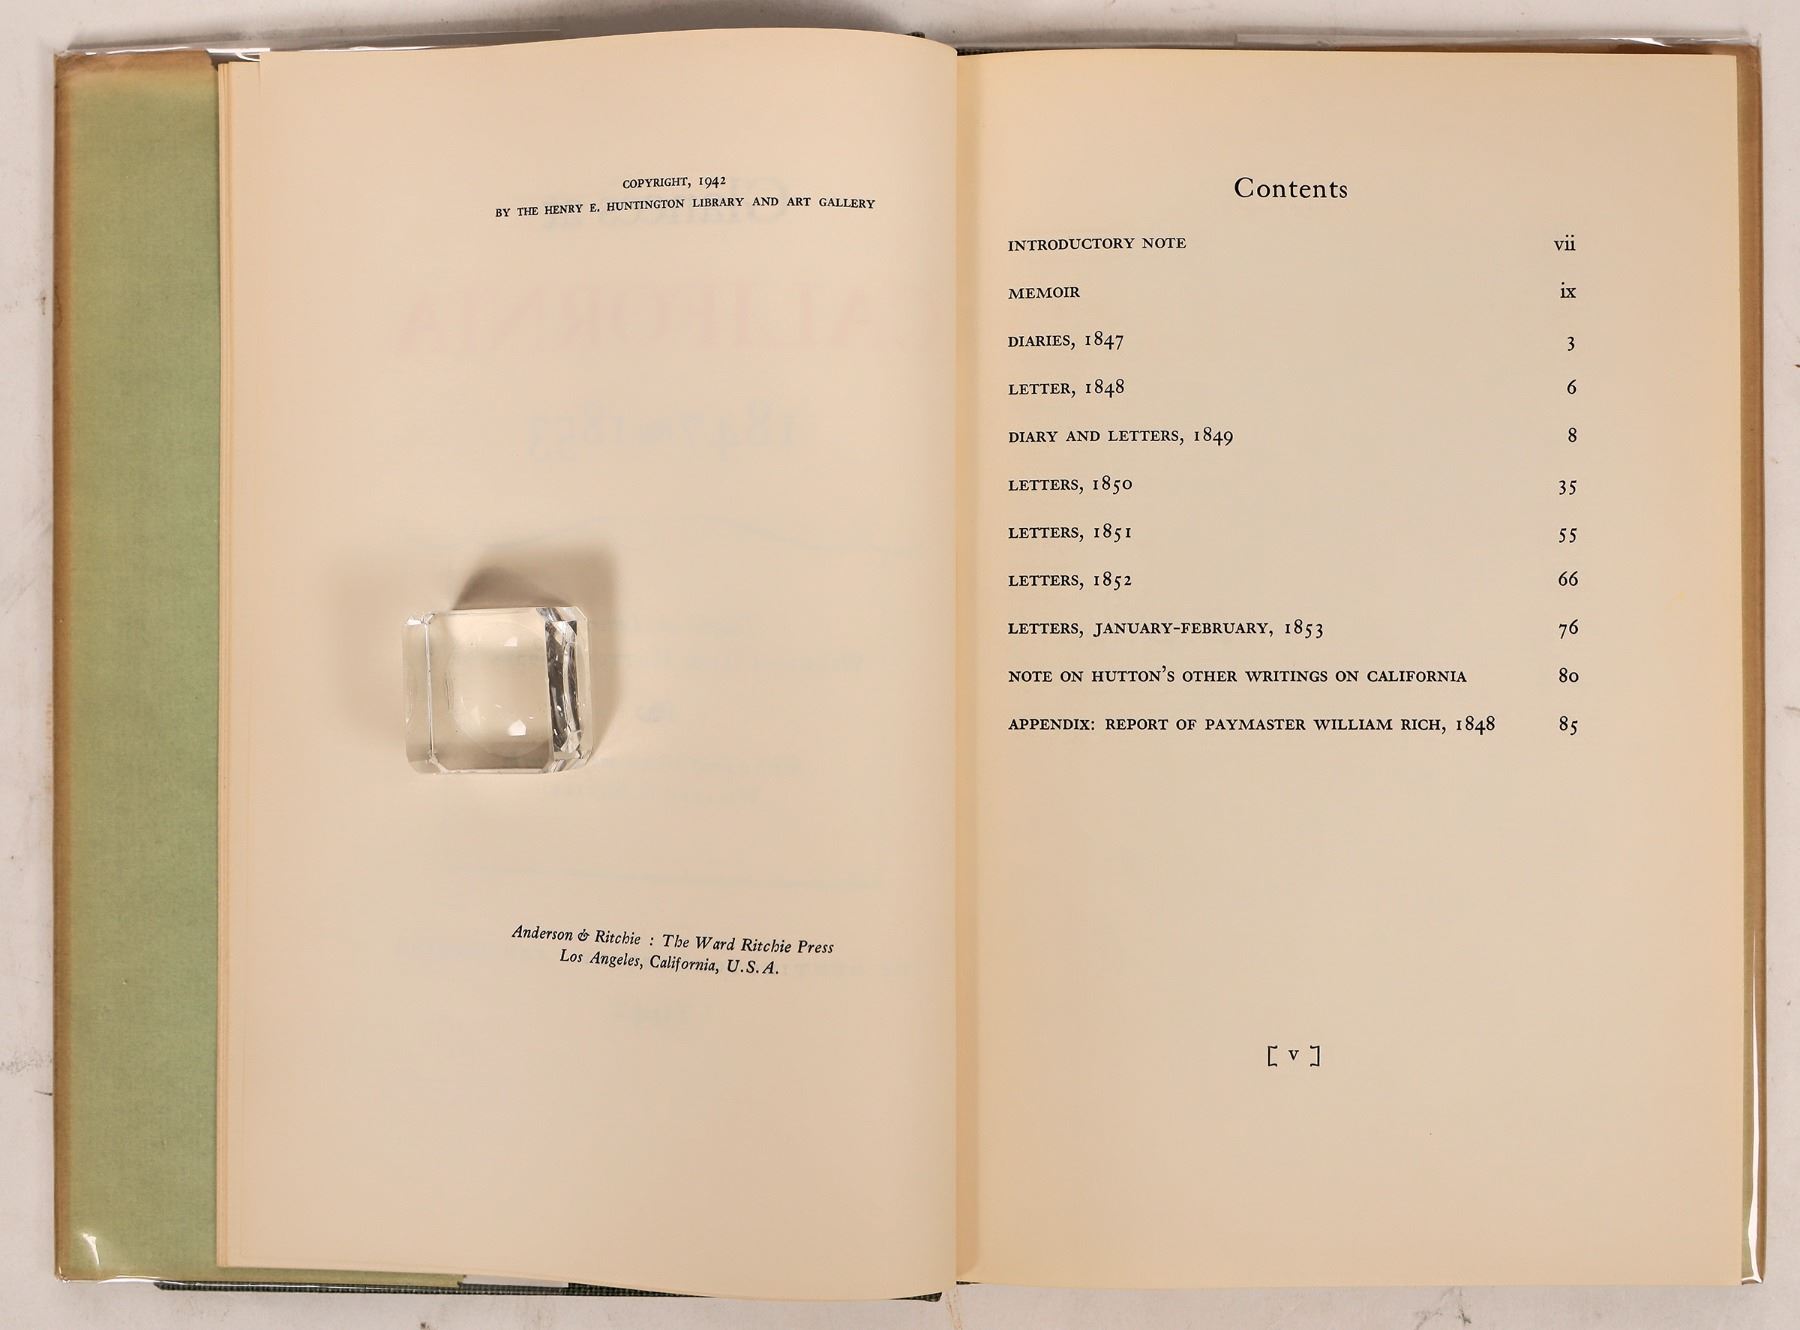 COPYRIGHT, 1942
BY THE HENRY E. HUNTINGTON LIBRARY AND ART GALLERY
Anderson & Ritchie : The Ward Ritchie Press
Los Angeles, California, U.S.A.
Contents
INTRODUCTORY NOTE vii
MEMOIR ix
DIARIES, 1847 3
LETTER, 1848 6
DIARY AND LETTERS, 1849 8
LETTERS, 1850 35
LETTERS, 1851 55
LETTERS, 1852 66
LETTERS, JANUARY-FEBRUARY, 1853 76
NOTE ON HUTTON'S OTHER WRITINGS ON CALIFORNIA 80
APPENDIX: REPORT OF PAYMASTER WILLIAM RICH, 1848 85
[ v ]